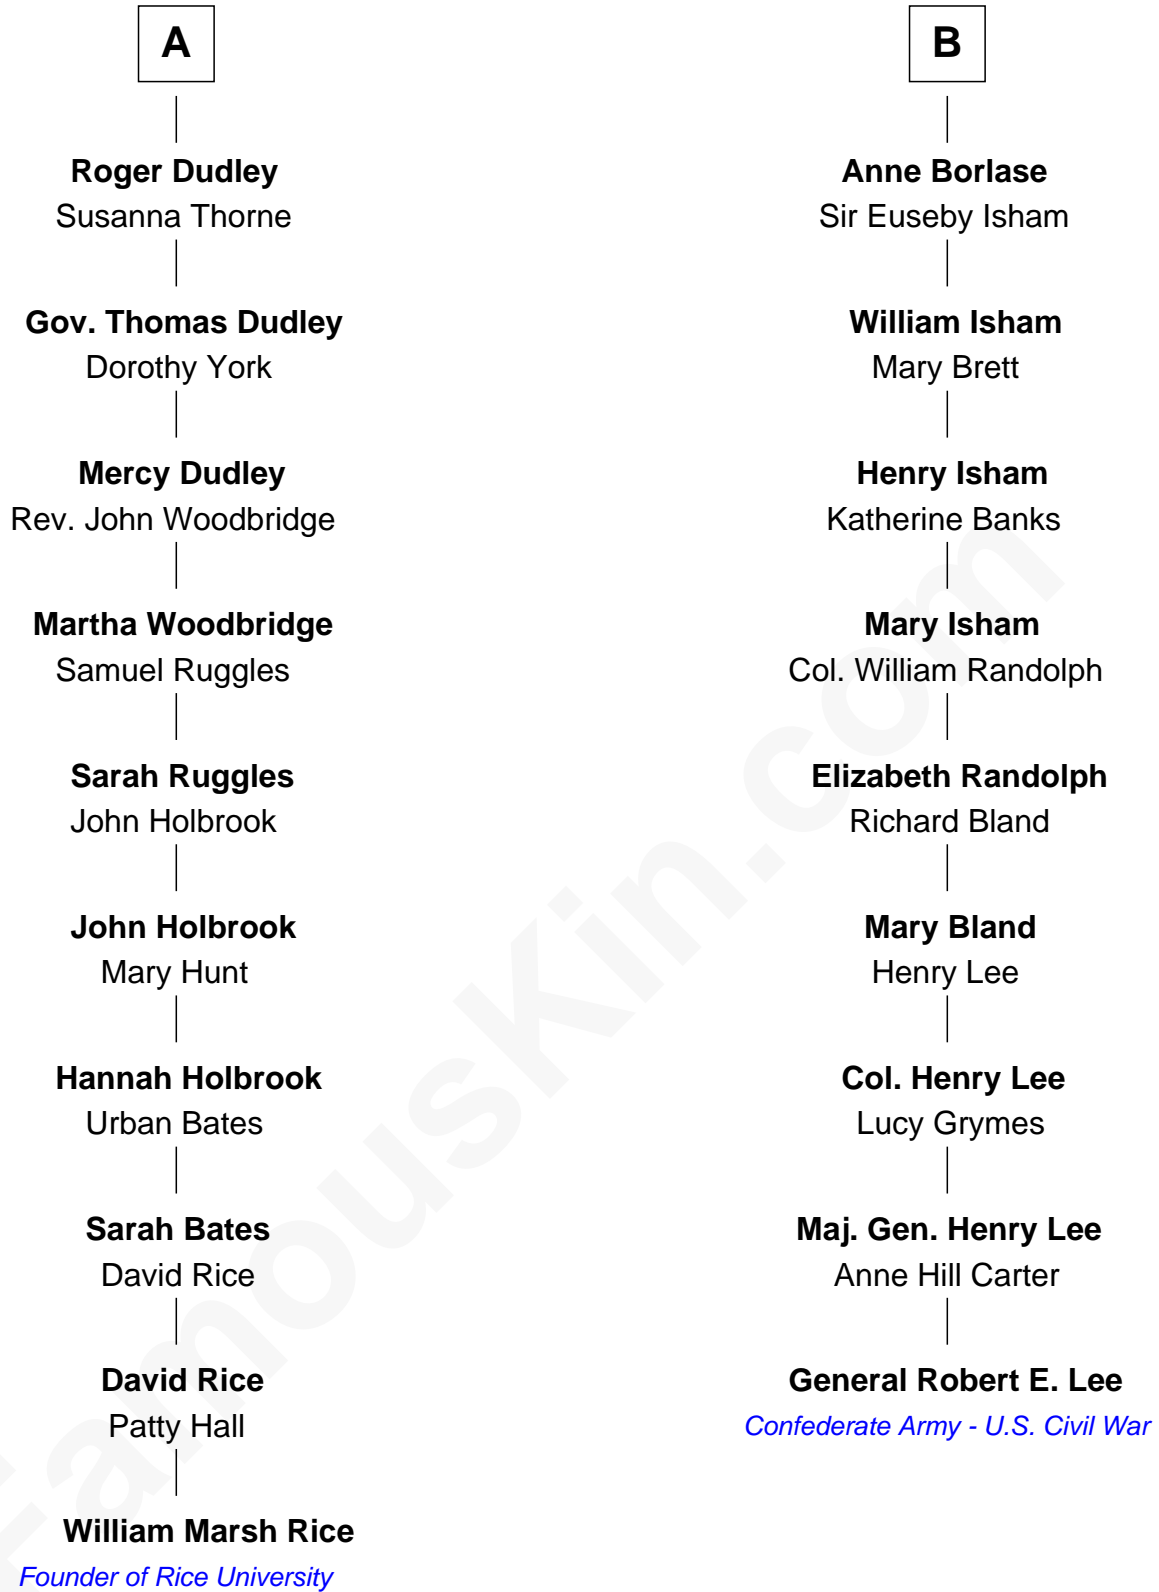 A
Roger Dudley
Susanna Thorne
Gov. Thomas Dudley
Dorothy York
Mercy Dudley
Rev. John Woodbridge
Martha Woodbridge
Samuel Ruggles
Sarah Ruggles
John Holbrook
John Holbrook
Mary Hunt
Hannah Holbrook
Urban Bates
Sarah Bates
David Rice
David Rice
Patty Hall
William Marsh Rice
Founder of Rice University
B
Anne Borlase
Sir Euseby Isham
William Isham
Mary Brett
Henry Isham
Katherine Banks
Mary Isham
Col. William Randolph
Elizabeth Randolph
Richard Bland
Mary Bland
Henry Lee
Col. Henry Lee
Lucy Grymes
Maj. Gen. Henry Lee
Anne Hill Carter
General Robert E. Lee
Confederate Army - U.S. Civil War
FamousKin.com